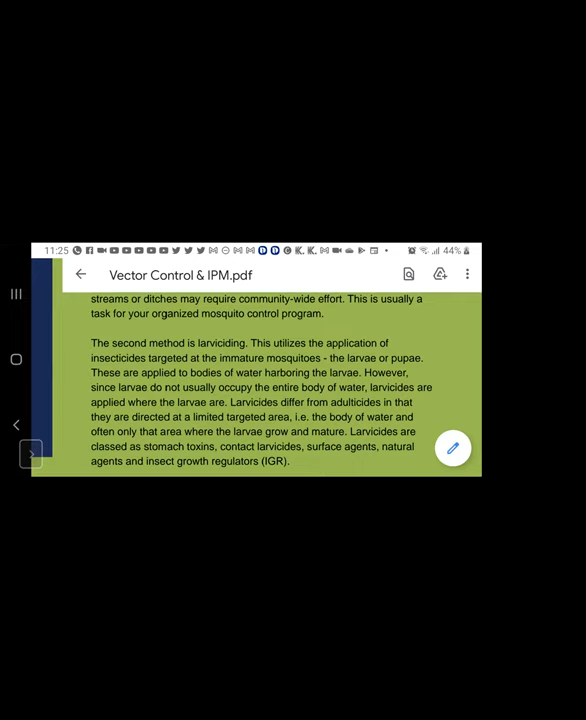 11:25
44%
Vector Control & IPM.pdf
streams or ditches may require community-wide effort. This is usually a
task for your organized mosquito control program.
The second method is larviciding. This utilizes the application of
insecticides targeted at the immature mosquitoes - the larvae or pupae.
These are applied to bodies of water harboring the larvae. However,
since larvae do not usually occupy the entire body of water, larvicides are
applied where the larvae are. Larvicides differ from adulticides in that
they are directed at a limited targeted area, i.e. the body of water and
often only that area where the larvae grow and mature. Larvicides are
classed as stomach toxins, contact larvicides, surface agents, natural
agents and insect growth regulators (IGR).